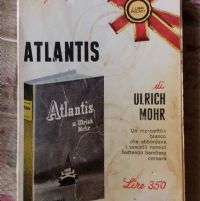 ATLANTIS
di
ULRICH
MOHR
Un mercantile
bianco
che abbordava
i vascelli nemici
battendo bandiera
corsara
Atlantis
di Ulrich
Mohr
Lire 350